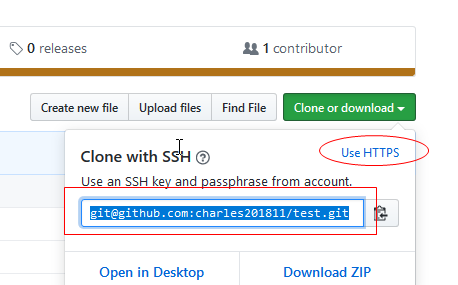 0 releases
1 contributor
Create new file
Upload files
Find File
Clone or download
Clone with SSH ?
Use HTTPS
Use an SSH key and passphrase from account.
git@github.com:charles201811/test.git
Open in Desktop
Download ZIP